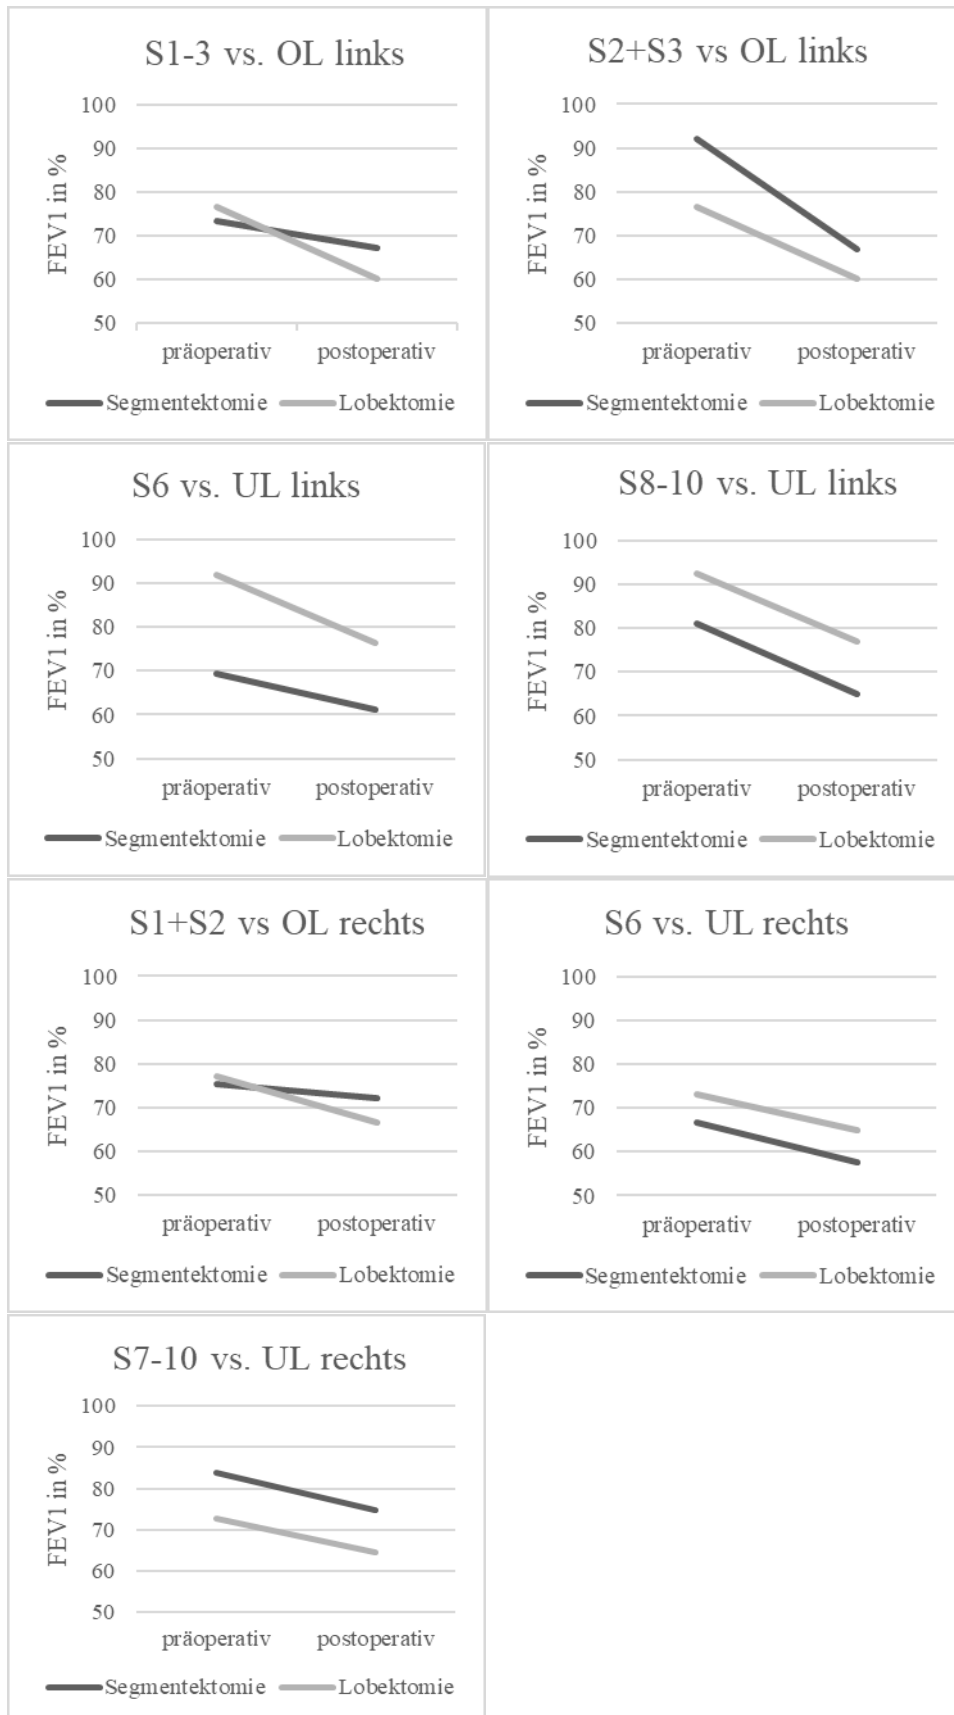 S1-3 vs. OL links
100
90
80
70
60
50
FEV1 in %
präoperativ postoperativ
Segmentektomie Lobektomie
S2+S3 vs OL links
100
90
80
70
60
50
FEV1 in %
präoperativ postoperativ
Segmentektomie Lobektomie
S6 vs. UL links
100
90
80
70
60
50
FEV1 in %
präoperativ postoperativ
Segmentektomie Lobektomie
S8-10 vs. UL links
100
90
80
70
60
50
FEV1 in %
präoperativ postoperativ
Segmentektomie Lobektomie
S1+S2 vs OL rechts
100
90
80
70
60
50
FEV1 in %
präoperativ postoperativ
Segmentektomie Lobektomie
S6 vs. UL rechts
100
90
80
70
60
50
FEV1 in %
präoperativ postoperativ
Segmentektomie Lobektomie
S7-10 vs. UL rechts
100
90
80
70
60
50
FEV1 in %
präoperativ postoperativ
Segmentektomie Lobektomie